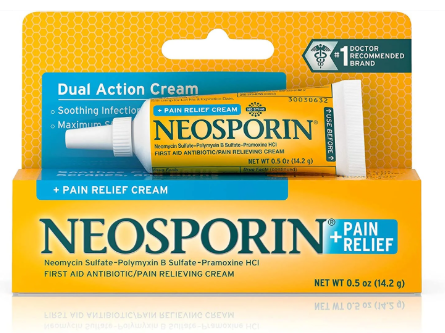 #1 DOCTOR
RECOMMENDED
BRAND
Dual Action Cream
Soothing Infection
Maximum S
+ PAIN RELIEF CREAM
30030632
NEOSPORIN®
Neomycin Sulfate-Polymyxin B Sulfate-Pramoxine HCl
FIRST AID ANTIBIOTIC/PAIN RELIEVING CREAM
NET WT 0.5 oz (14.2 g)
USE BEFORE
+ PAIN RELIEF CREAM
NEOSPORIN® + PAIN
RELIEF
Neomycin Sulfate-Polymyxin B Sulfate-Pramoxine HCl
FIRST AID ANTIBIOTIC/PAIN RELIEVING CREAM
NET WT 0.5 oz (14.2 g)